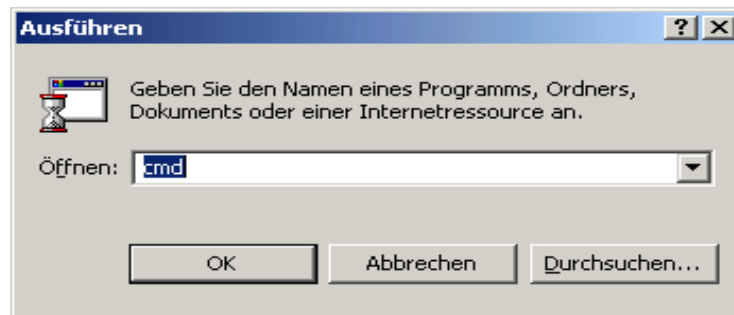 Ausführen
Geben Sie den Namen eines Programms, Ordners,
Dokuments oder einer Internetressource an.
Öffnen: cmd
OK Abbrechen Durchsuchen...